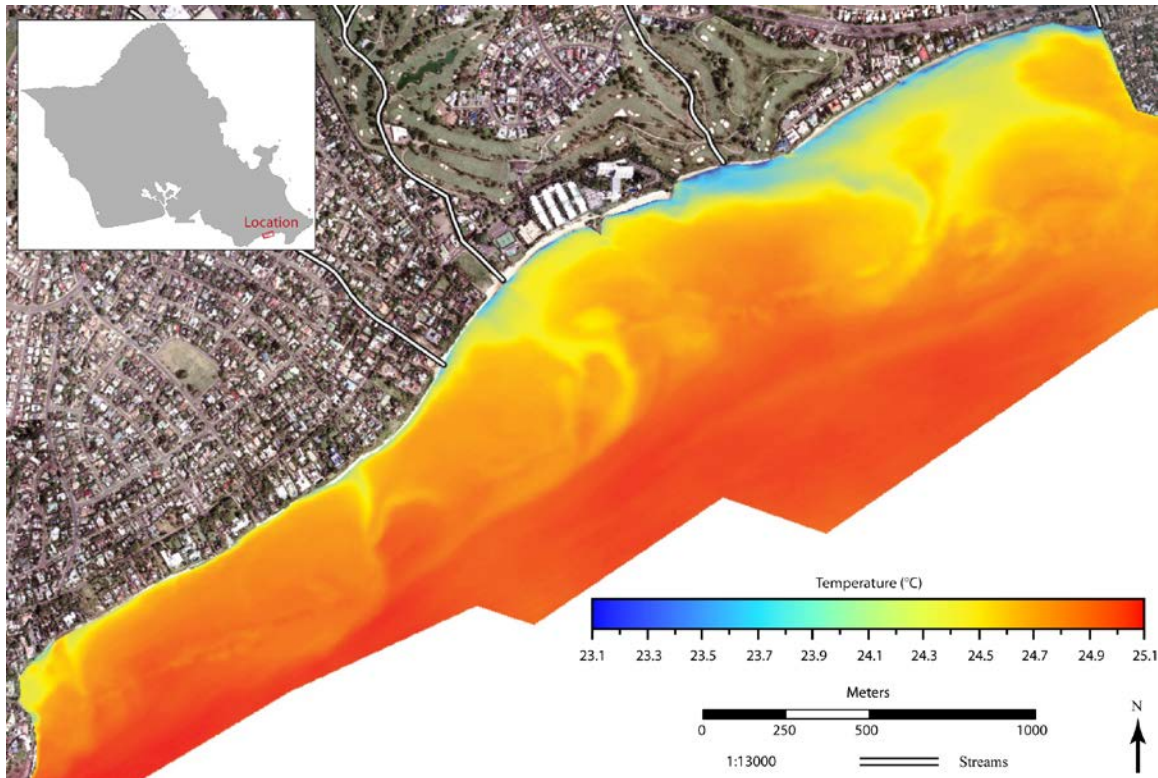 Location
Temperature (°C)
23.1 23.3 23.5 23.7 23.9 24.1 24.3 24.5 24.7 24.9 25.1
Meters
0 250 500 1000
1:13000 Streams
N